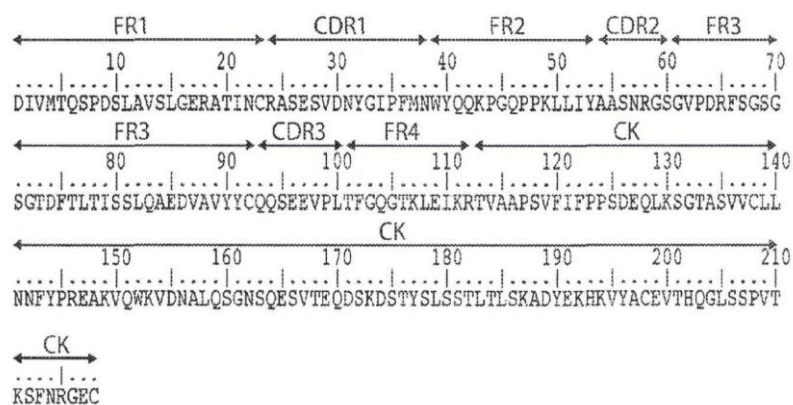 FR1 CDR1 FR2 CDR2 FR3
10 20 30 40 50 60 70
DIVMTQSPDSLAVSLGERATINCRASESVDNYGIPFMNWYQQKPGQPPKLLIYAASNRGSGVPDRFSGSG
FR3 CDR3 FR4 CK
80 90 100 110 120 130 140
SGTDFTLTISSLQAEDVAVYYCQQSEEVPLTFGQGTKLEIKRTVAAPSVFIFPPSDEQLKSGTASVVCLL
CK
150 160 170 180 190 200 210
NNFYPREAKVQWKVDNALQSGNSQESVTEQDSKDSTYSLSSTLTLSKADYEKHKVYACEVTHQGLSSPVT
CK
KSFNRGEC